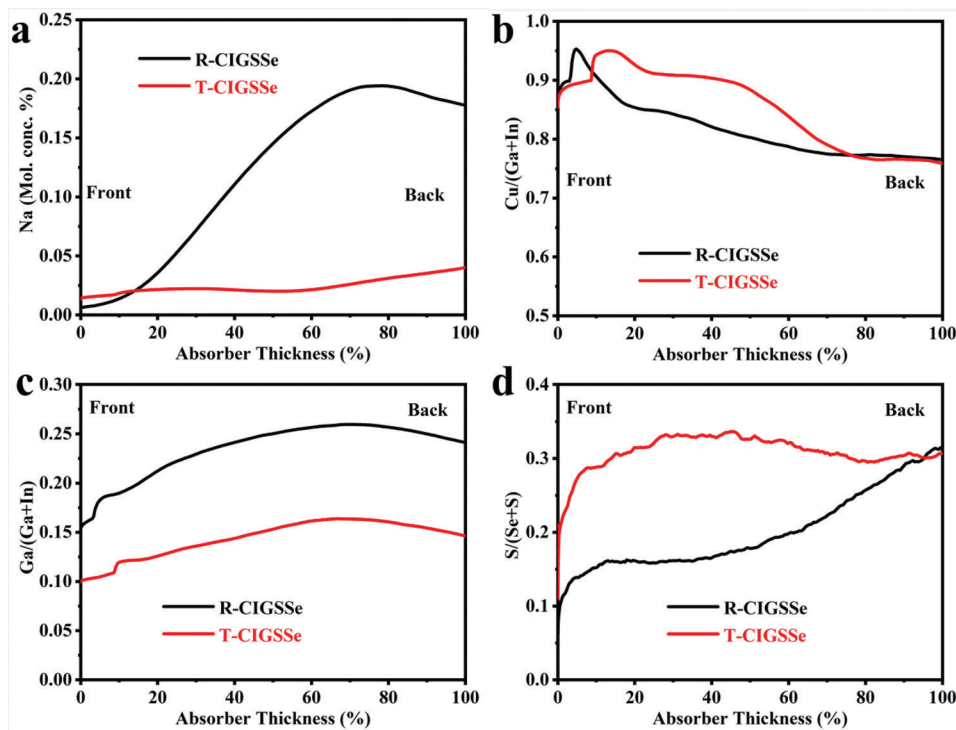 a
0.25
0.20
0.15
0.10
0.05
0.00
Na (Mol. conc. %)
R-CIGSSe
T-CIGSSe
Front
Back
0
20
40
60
80
100
Absorber Thickness (%)
b
1.0
0.9
0.8
0.7
0.6
0.5
Cu/(Ga+In)
Front
Back
R-CIGSSe
T-CIGSSe
0
20
40
60
80
100
Absorber Thickness (%)
c
0.30
0.25
0.20
0.15
0.10
0.05
0.00
Ga/(Ga+In)
Front
Back
R-CIGSSe
T-CIGSSe
0
20
40
60
80
100
Absorber Thickness (%)
d
0.4
0.3
0.2
0.1
0.0
S/(Se+S)
Front
Back
R-CIGSSe
T-CIGSSe
0
20
40
60
80
100
Absorber Thickness (%)